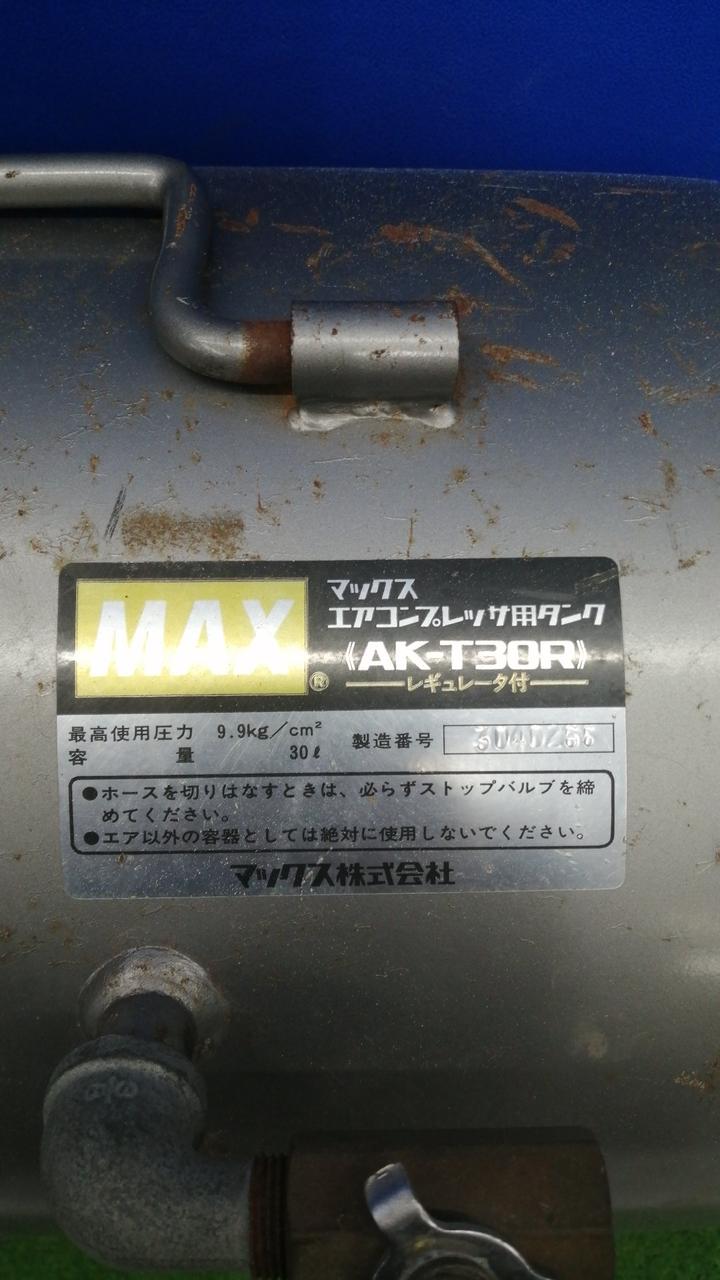 MAX®
マックス
エアコンプレッサ用タンク
《AK-T30R》
レギュレータ付
最高使用圧力 9.9kg/cm²
容量 30ℓ
製造番号
●ホースを切りはなすときは、必らずストップバルブを締
めてください。
●エア以外の容器としては絶対に使用しないでください。
マックス株式会社